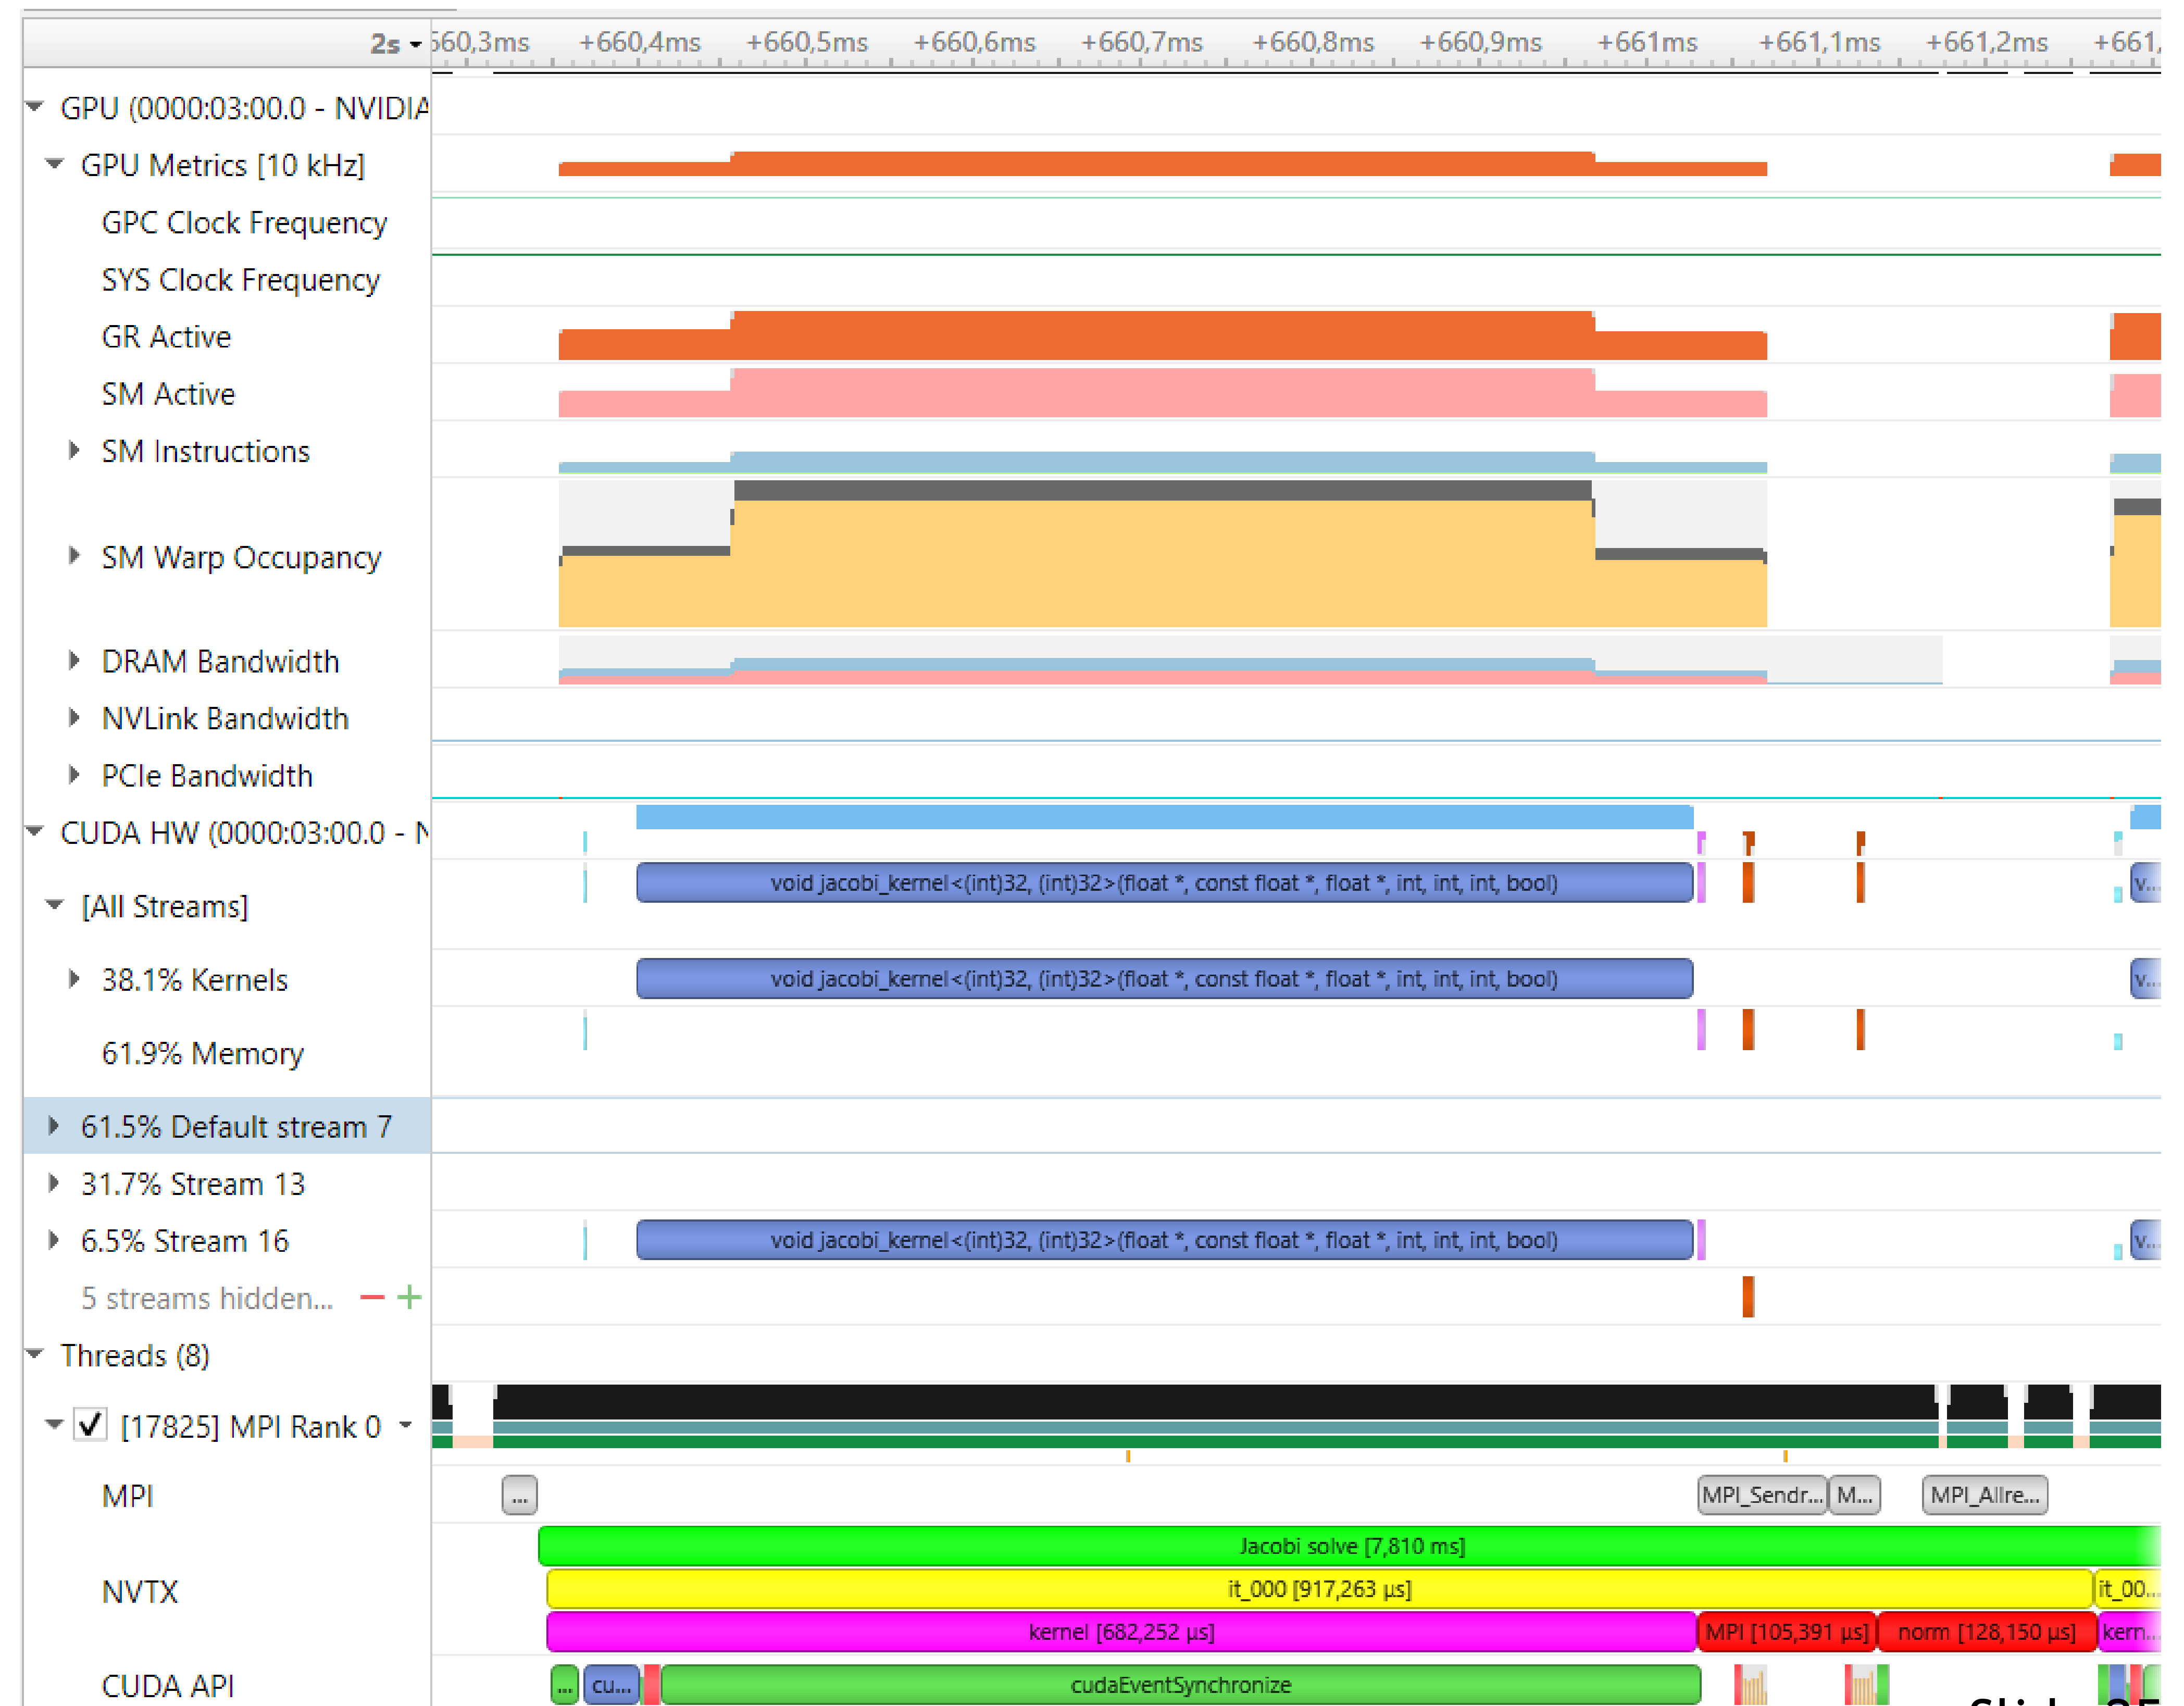 2s
+660,4ms +660,5ms +660,6ms +660,7ms +660,8ms +660,9ms +661ms +661,1ms +661,2ms
GPU (0000:03:00.0 - NVIDIA
GPU Metrics [10 kHz]
GPC Clock Frequency
SYS Clock Frequency
GR Active
SM Active
SM Instructions
SM Warp Occupancy
DRAM Bandwidth
NVLink Bandwidth
PCIe Bandwidth
CUDA HW (0000:03:00.0 - N
[All Streams]
void jacobi_kernel<(int)32, (int)32>(float *, const float *, float *, int, int, int, bool) v...
38.1% Kernels
void jacobi_kernel<(int)32, (int)32>(float *, const float *, float *, int, int, int, bool) v...
61.9% Memory
61.5% Default stream 7
31.7% Stream 13
6.5% Stream 16
void jacobi_kernel<(int)32, (int)32>(float *, const float *, float *, int, int, int, bool) v...
5 streams hidden... − +
Threads (8)
[17825] MPI Rank 0
MPI
... MPI_Sendr... M... MPI_Allre...
NVTX
Jacobi solve [7,810 ms]
it_000 [917,263 µs] it_00...
kernel [682,252 µs] MPI [105,391 µs] norm [128,150 µs] kern...
CUDA API
... cu... cudaEventSynchronize